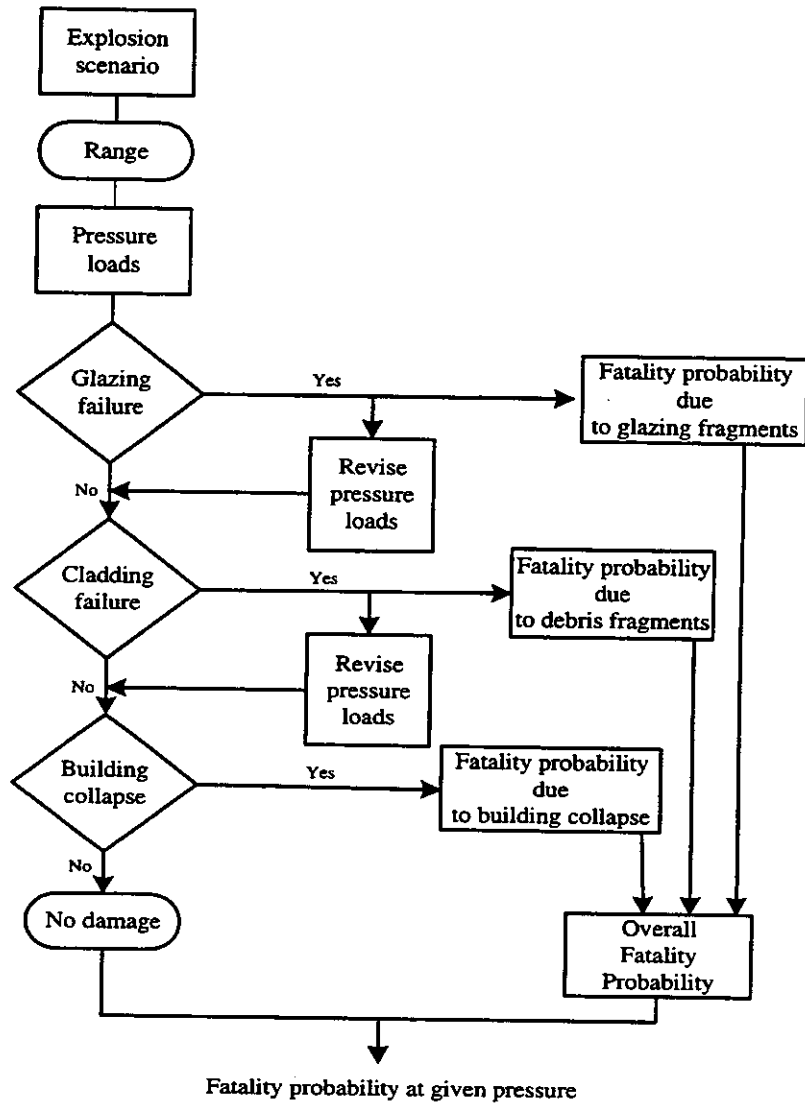 Explosion
scenario
Range
Pressure
loads
Glazing
failure
Yes
Fatality probability
due
to glazing fragments
Revise
pressure
loads
No
Cladding
failure
Yes
Fatality probability
due
to debris fragments
Revise
pressure
loads
No
Building
collapse
Yes
Fatality probability
due
to building collapse
No
No damage
Overall
Fatality
Probability
Fatality probability at given pressure